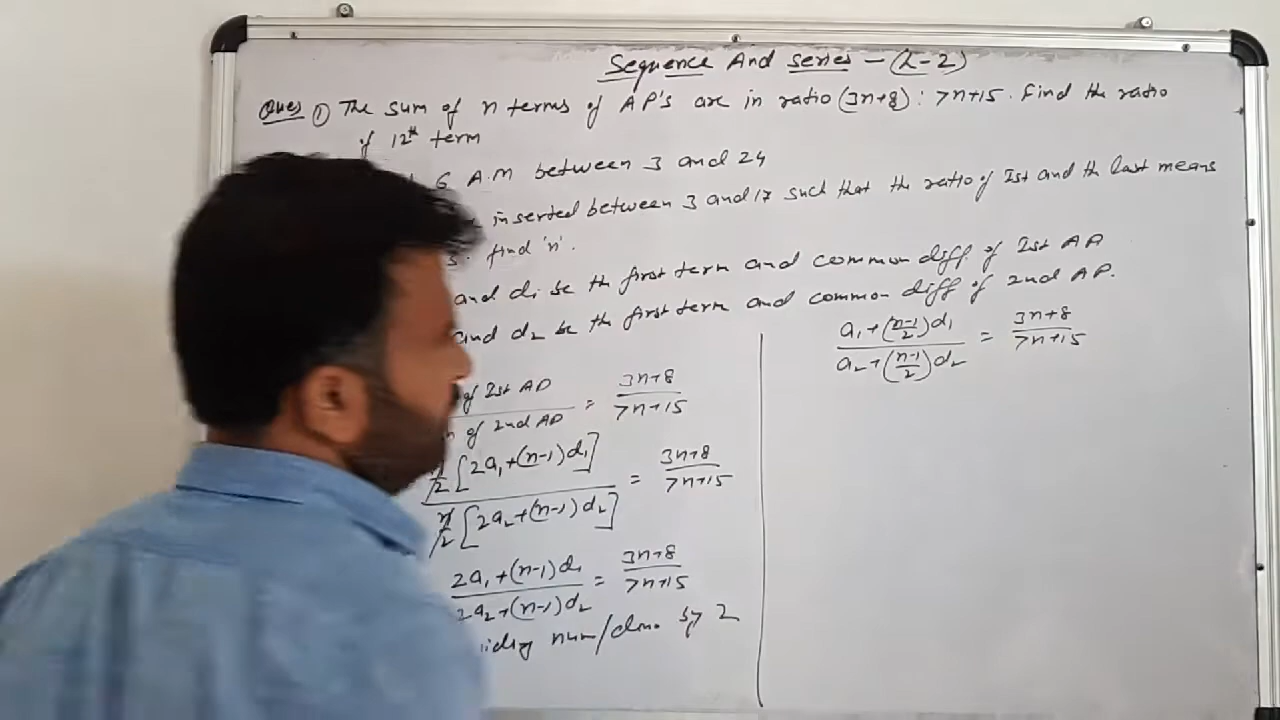 Sequence And series - (L-2)
Ques ① The sum of n terms of AP's are in ratio (3n+8) : 7n+15. Find the ratio
of 12th term
6 A.M between 3 and 24
inserted between 3 and 17 such that the ratio of Ist and the last means
3. find 'n'.
and d₁ be the first term and common diff. of Ist AP
and d₂ be the first term and common diff of 2nd AP.
of Ist AP / of 2nd AP = 3n+8 / 7n+15
n/2 [2a₁+(n-1)d₁] / n/2 [2a₂+(n-1)d₂] = 3n+8 / 7n+15
2a₁+(n-1)d₁ / 2a₂+(n-1)d₂ = 3n+8 / 7n+15
num/deno. by 2
a₁+(n-1/2)d₁ / a₂+(n-1/2)d₂ = 3n+8 / 7n+15